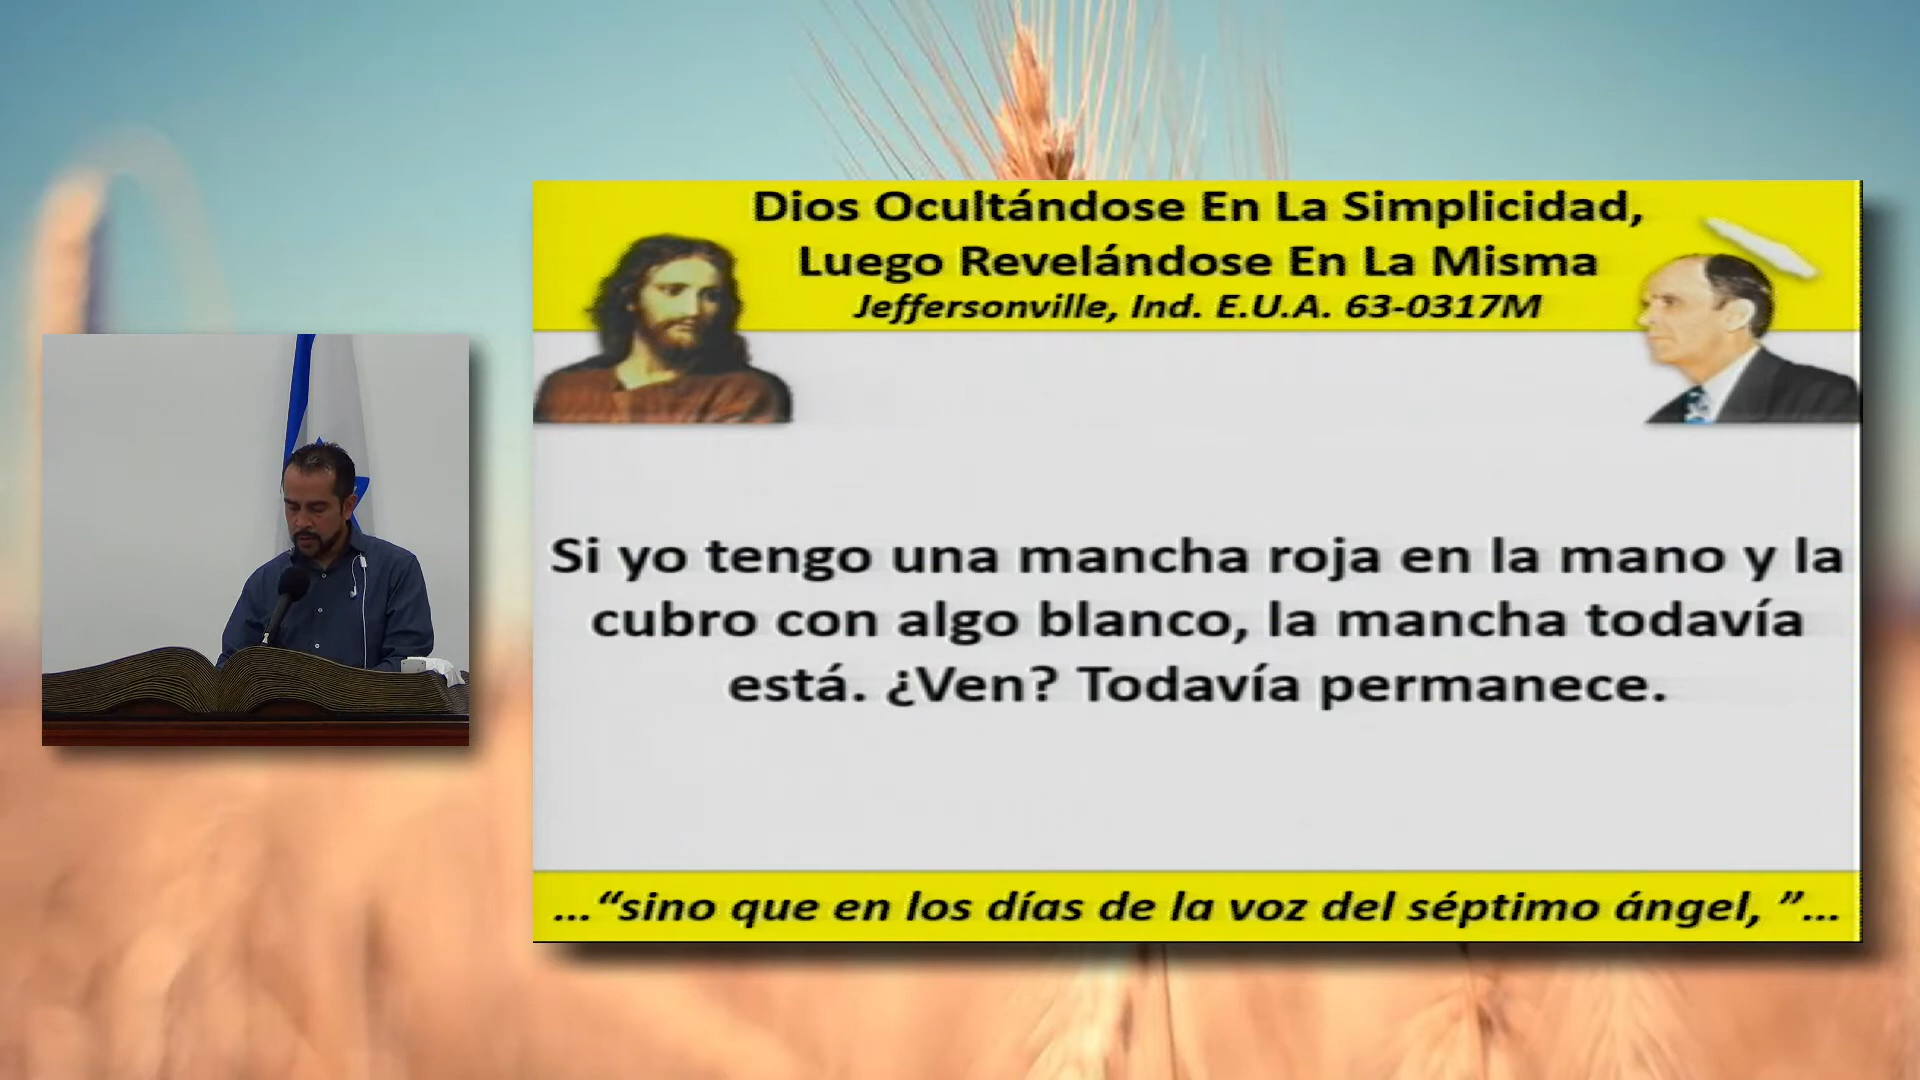 Dios Ocultándose En La Simplicidad,
Luego Revelándose En La Misma
Jeffersonville, Ind. E.U.A. 63-0317M
Si yo tengo una mancha roja en la mano y la
cubro con algo blanco, la mancha todavía
está. ¿Ven? Todavía permanece.
...“sino que en los días de la voz del séptimo ángel, ”...